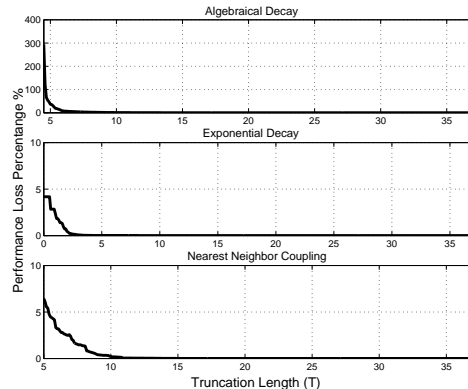 Algebraical Decay
400
300
200
100
0
5 10 15 20 25 30 35
Exponential Decay
Performance Loss Percentange %
10
5
0
0 5 10 15 20 25 30 35
Nearest Neighbor Coupling
10
5
0
5 10 15 20 25 30 35
Truncation Length (T)